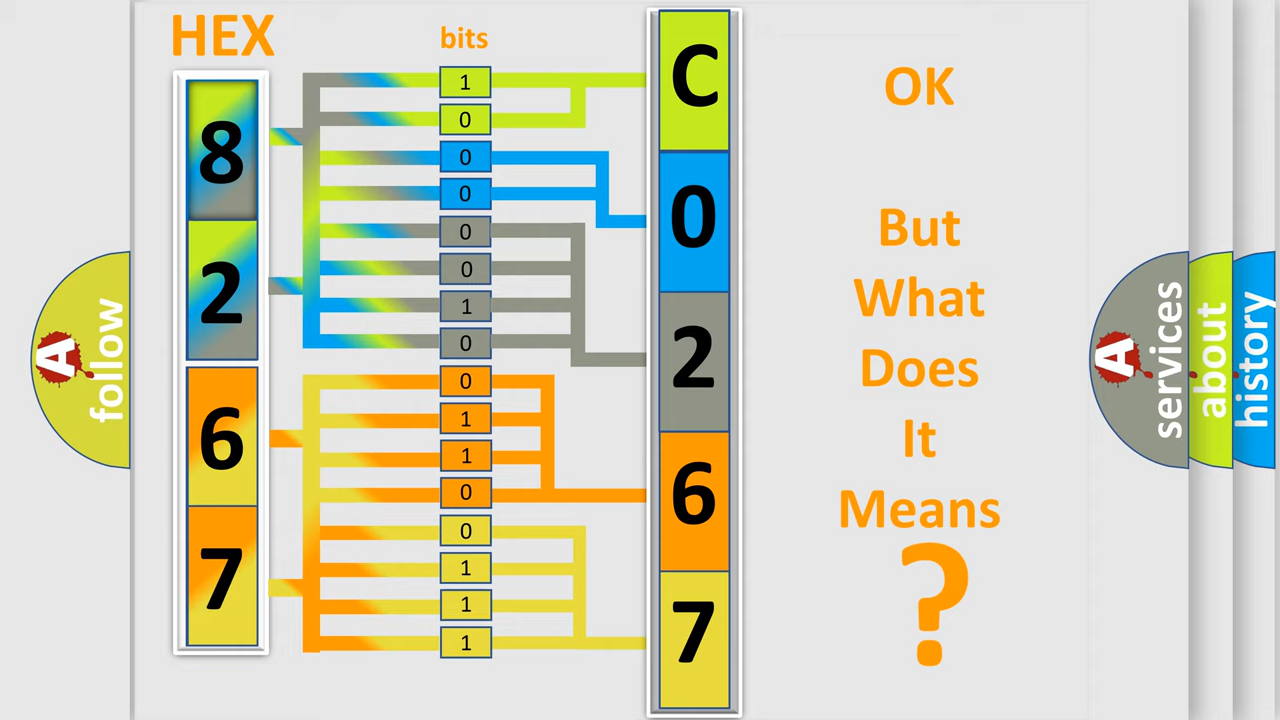 HEX
bits
8
2
6
7
1
0
0
0
0
0
1
0
0
1
1
0
0
1
1
1
C
0
2
6
7
OK
But
What
Does
It
Means
?
A
follow
A
services
about
history